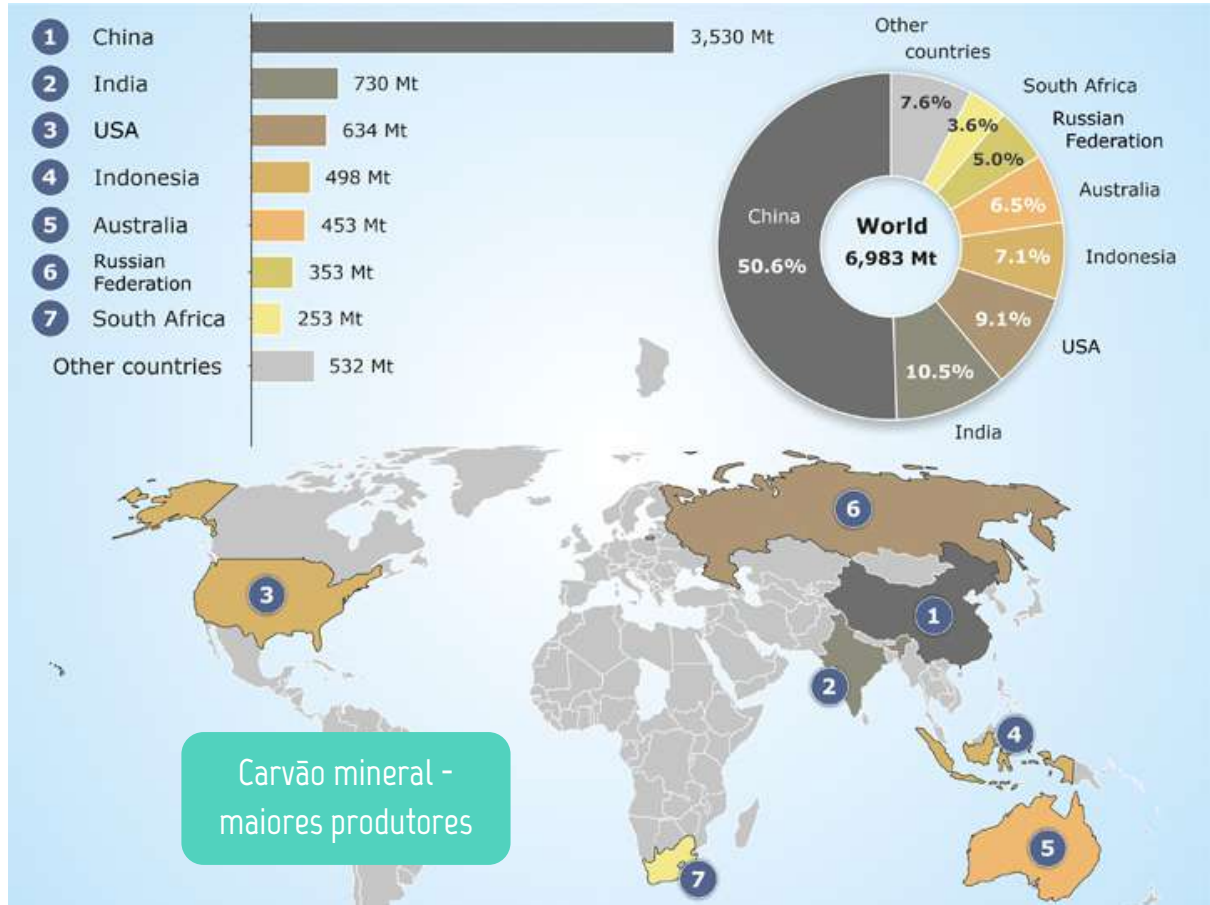 1 China 3,530 Mt
2 India 730 Mt
3 USA 634 Mt
4 Indonesia 498 Mt
5 Australia 453 Mt
6 Russian
Federation 353 Mt
7 South Africa 253 Mt
Other countries 532 Mt
Other
countries
7.6%
South Africa
3.6%
Russian
Federation
5.0%
Australia
6.5%
Indonesia
7.1%
USA
9.1%
India
10.5%
China
50.6%
World
6,983 Mt
6
3
1
2
4
5
7
Carvão mineral -
maiores produtores